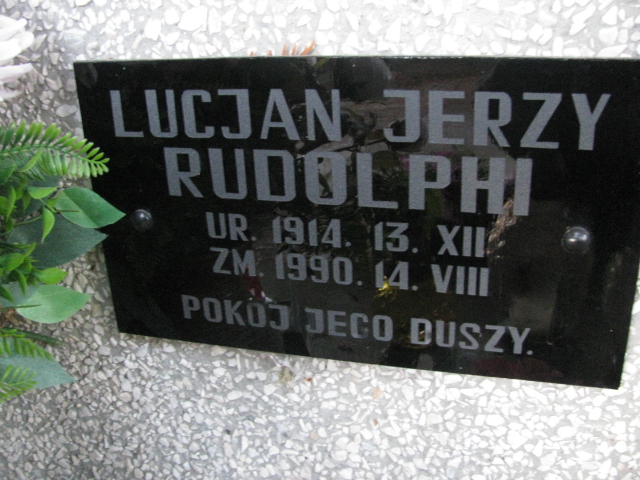 LUCJAN JERZY
RUDOLPHI
UR. 1914. 13. XII
ZM. 1990. 14. VIII
POKÓJ JEGO DUSZY.